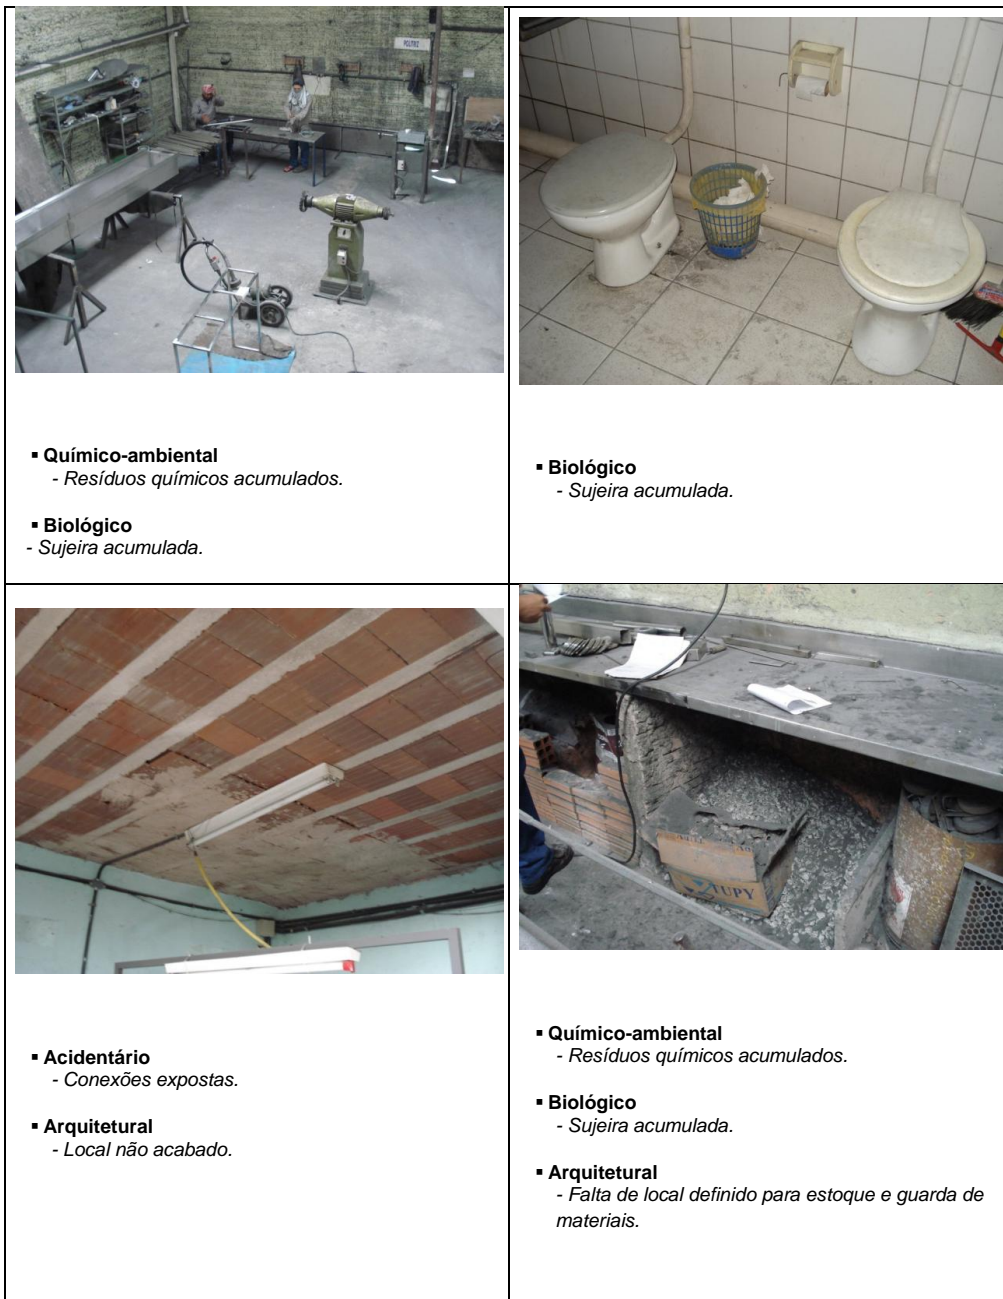 POLITRIZ
▪ Químico-ambiental
- Resíduos químicos acumulados.
▪ Biológico
- Sujeira acumulada.
▪ Biológico
- Sujeira acumulada.
▪ Acidentário
- Conexões expostas.
▪ Arquitetural
- Local não acabado.
TUPY
▪ Químico-ambiental
- Resíduos químicos acumulados.
▪ Biológico
- Sujeira acumulada.
▪ Arquitetural
- Falta de local definido para estoque e guarda de
materiais.